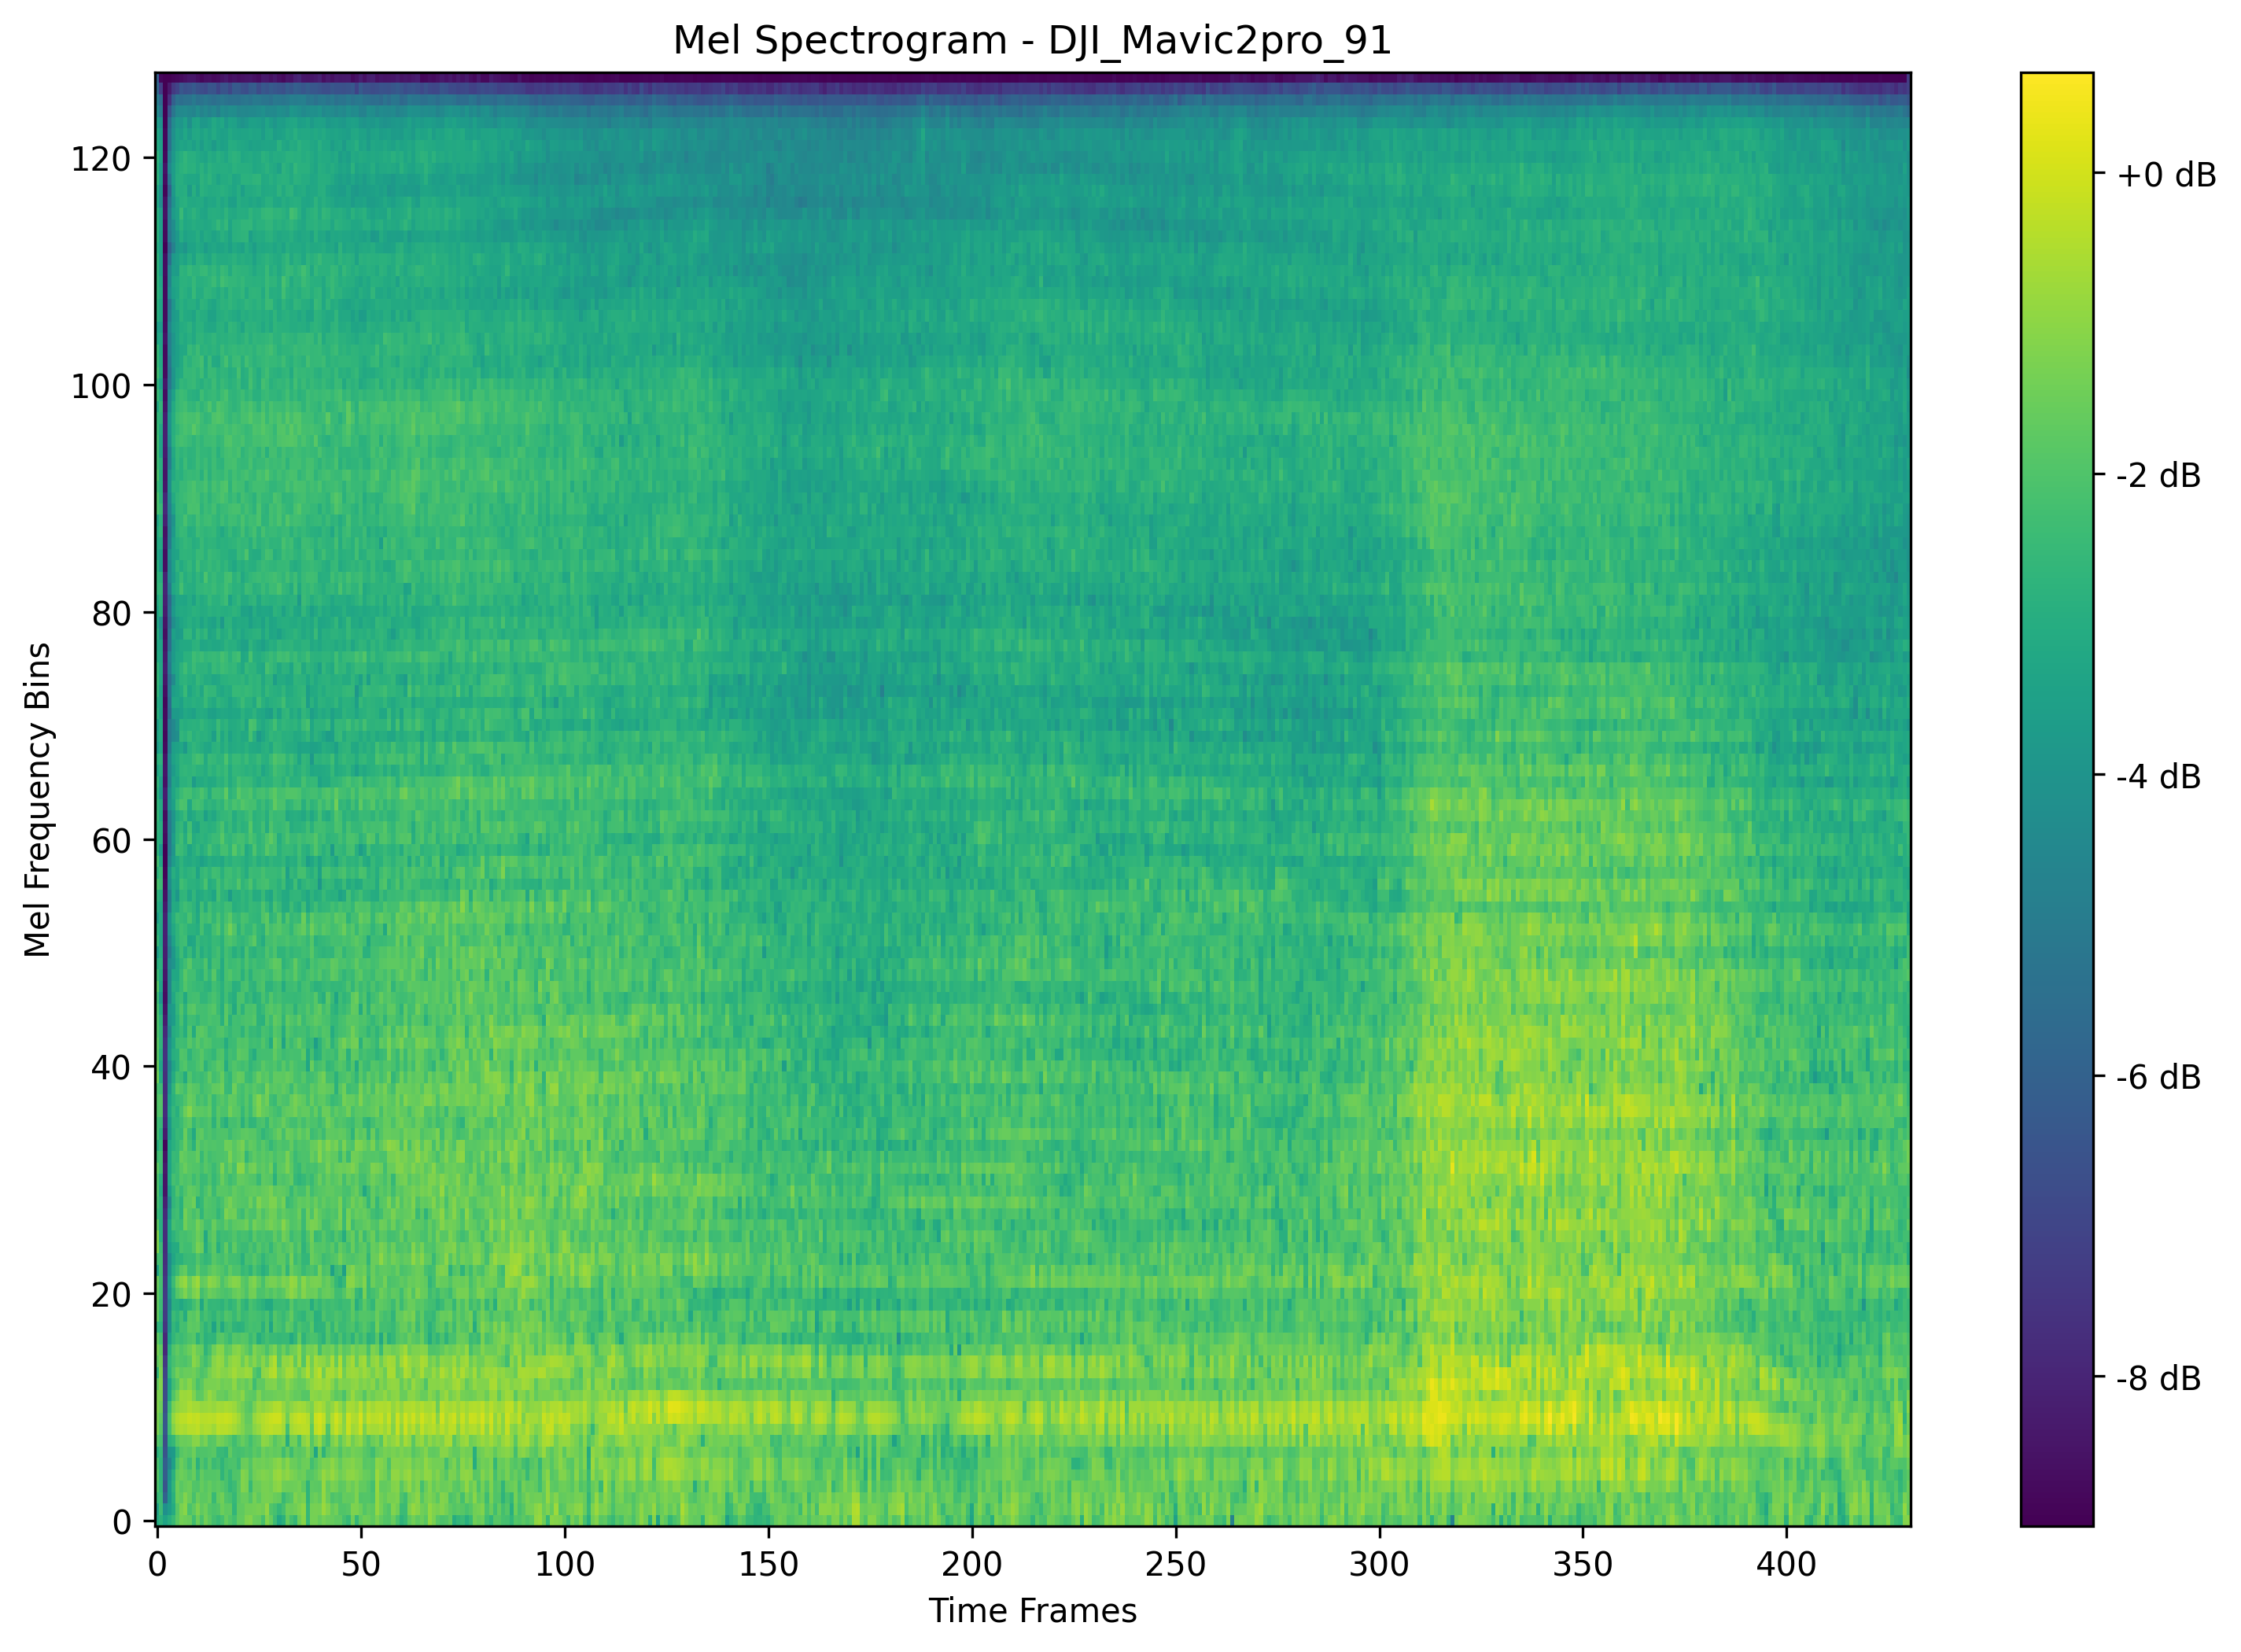 Mel Spectrogram - DJI_Mavic2pro_91
Mel Frequency Bins
120
100
80
60
40
20
0
0 50 100 150 200 250 300 350 400
Time Frames
+0 dB
-2 dB
-4 dB
-6 dB
-8 dB